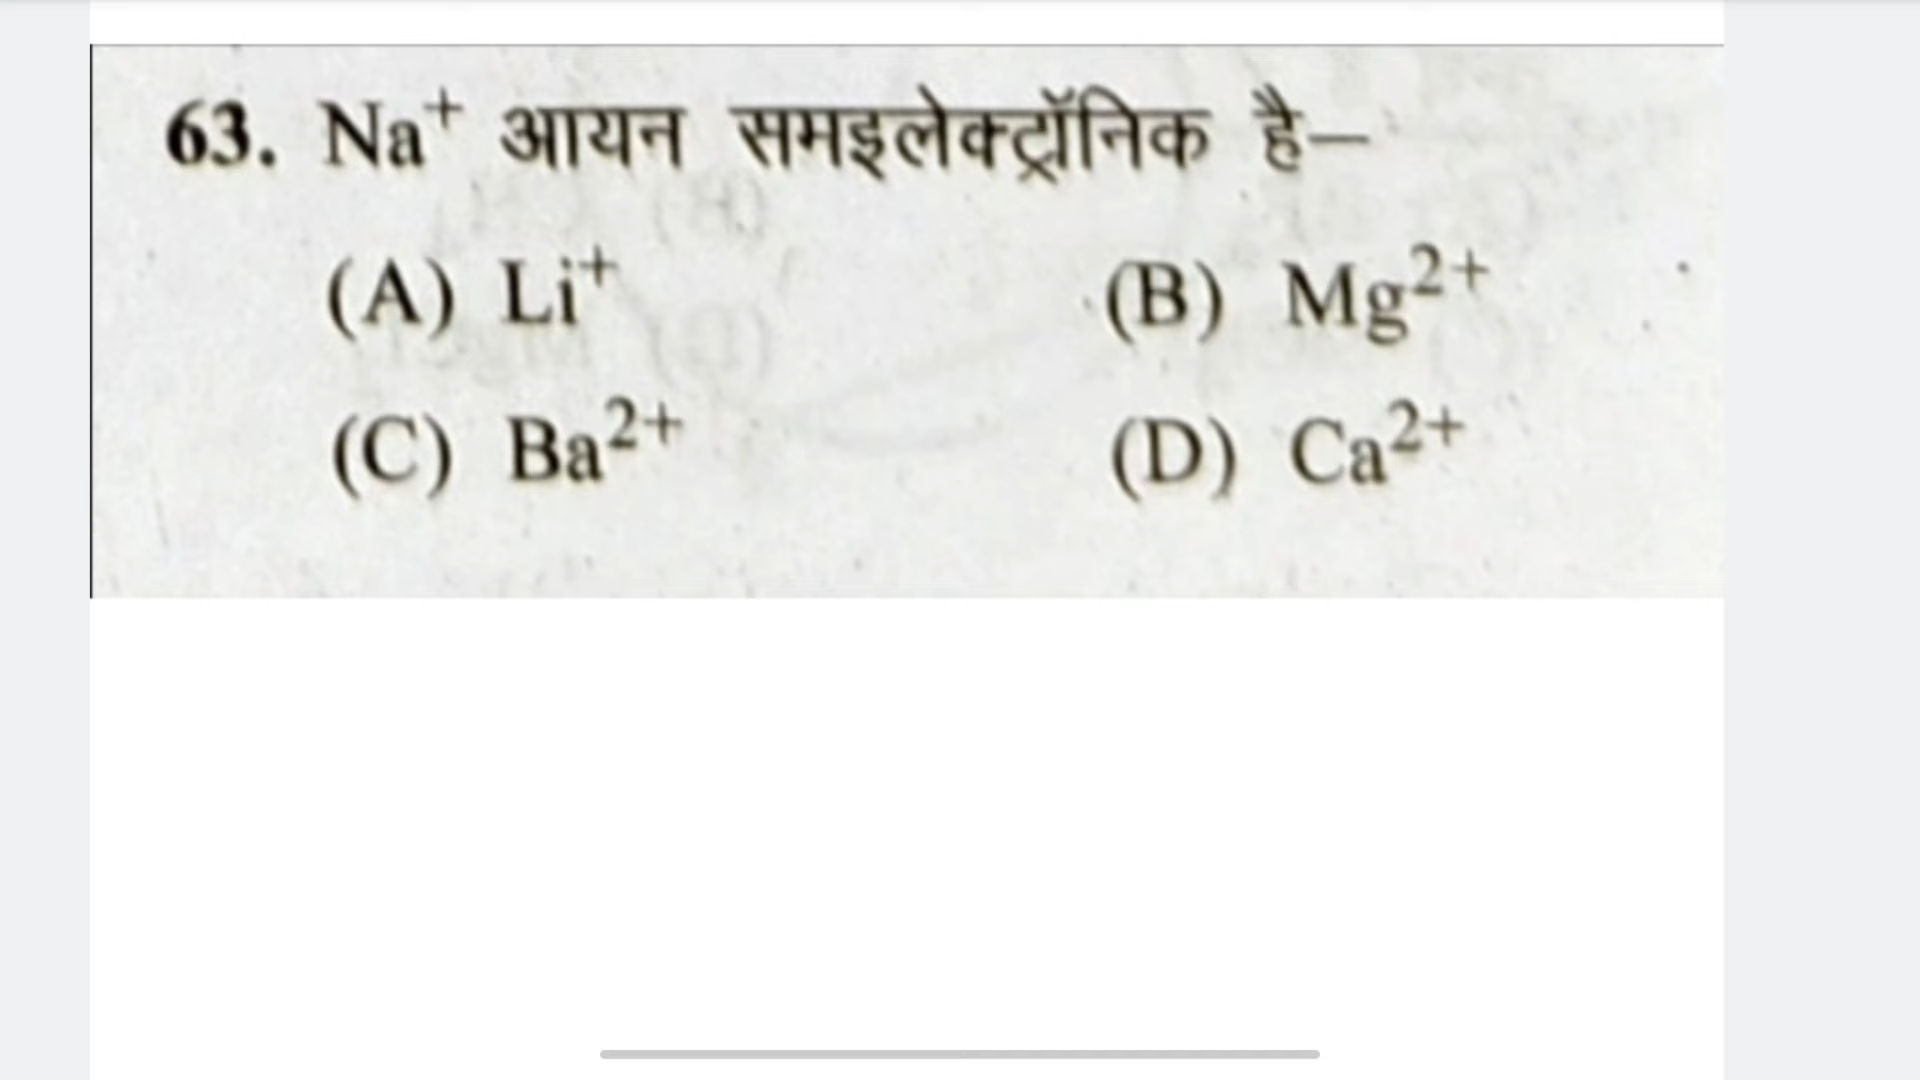 63. Na⁺ आयन समइलेक्ट्रॉनिक है—
(A) Li⁺ (B) Mg²⁺
(C) Ba²⁺ (D) Ca²⁺